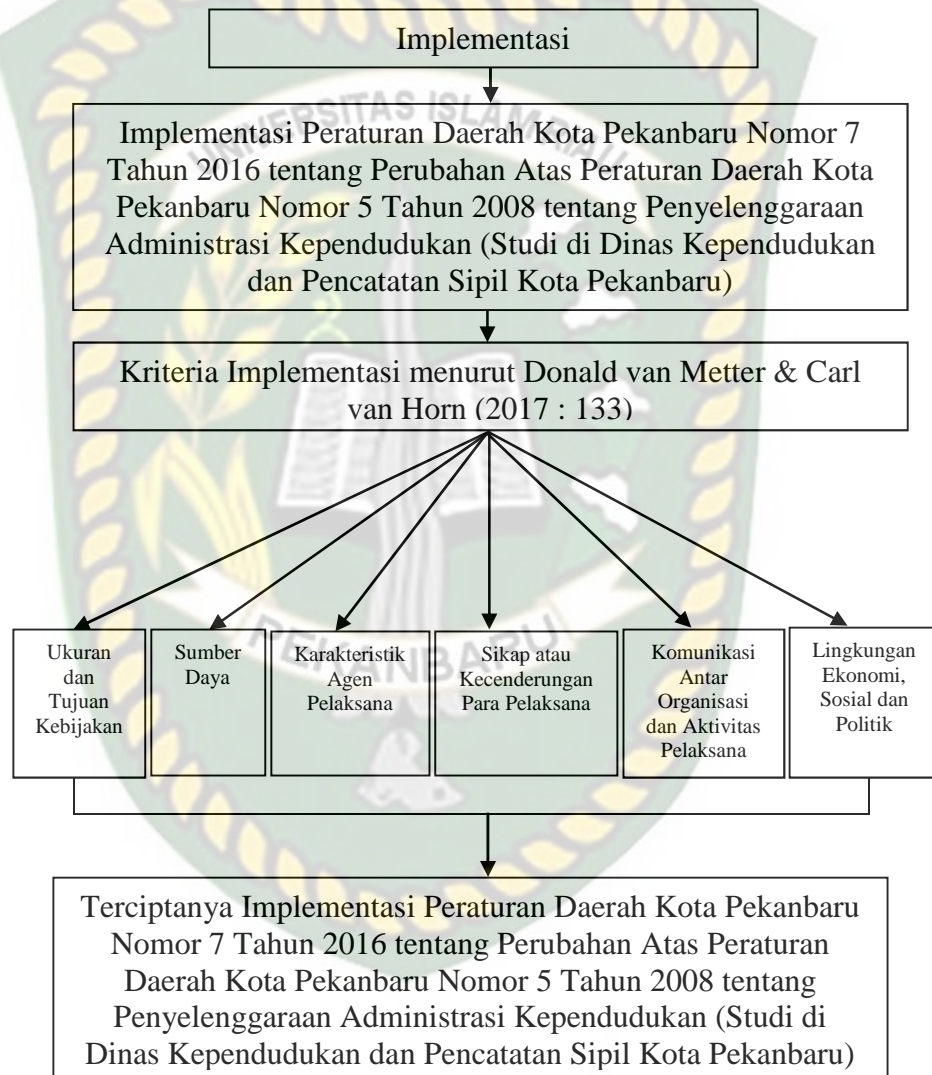 Implementasi
UNIVERSITAS ISLAM RIAU
Implementasi Peraturan Daerah Kota Pekanbaru Nomor 7
Tahun 2016 tentang Perubahan Atas Peraturan Daerah Kota
Pekanbaru Nomor 5 Tahun 2008 tentang Penyelenggaraan
Administrasi Kependudukan (Studi di Dinas Kependudukan
dan Pencatatan Sipil Kota Pekanbaru)
Kriteria Implementasi menurut Donald van Metter & Carl
van Horn (2017 : 133)
Ukuran
dan
Tujuan
Kebijakan
Sumber
Daya
Karakteristik
Agen
Pelaksana
Sikap atau
Kecenderungan
Para Pelaksana
Komunikasi
Antar
Organisasi
dan Aktivitas
Pelaksana
Lingkungan
Ekonomi,
Sosial dan
Politik
PEKANBARU
Terciptanya Implementasi Peraturan Daerah Kota Pekanbaru
Nomor 7 Tahun 2016 tentang Perubahan Atas Peraturan
Daerah Kota Pekanbaru Nomor 5 Tahun 2008 tentang
Penyelenggaraan Administrasi Kependudukan (Studi di
Dinas Kependudukan dan Pencatatan Sipil Kota Pekanbaru)